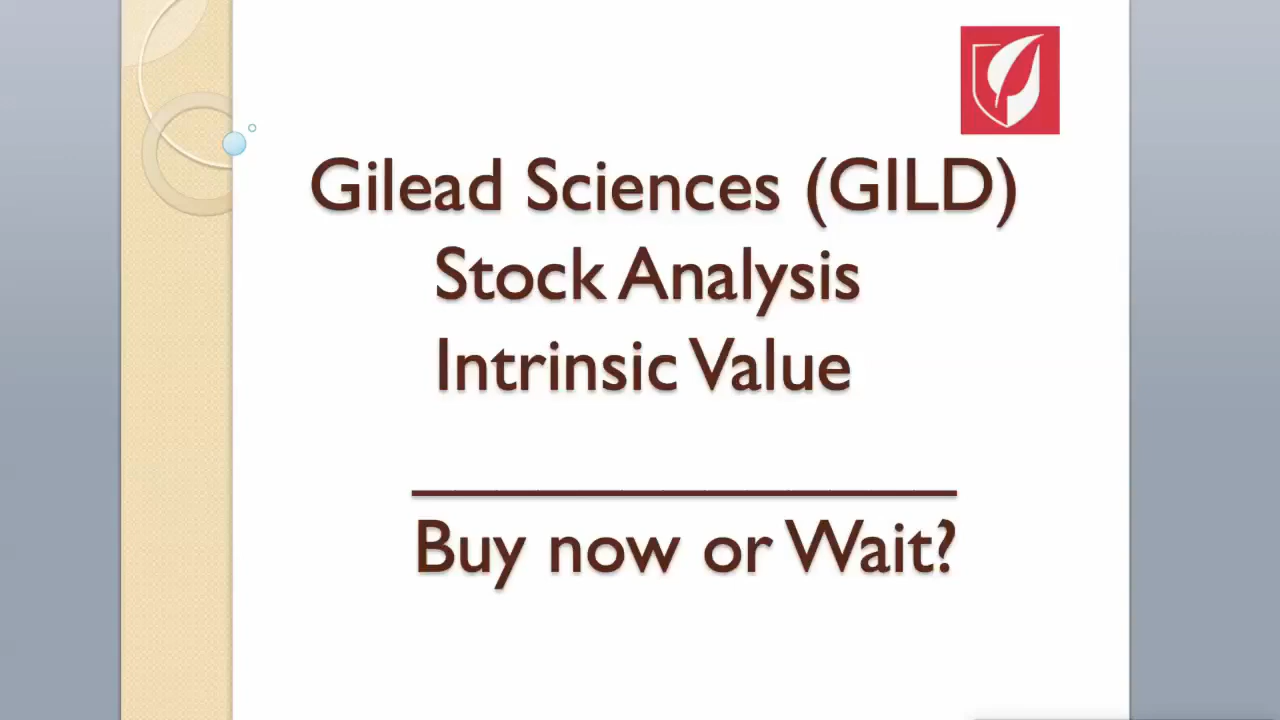 Gilead Sciences (GILD)
Stock Analysis
Intrinsic Value
Buy now or Wait?